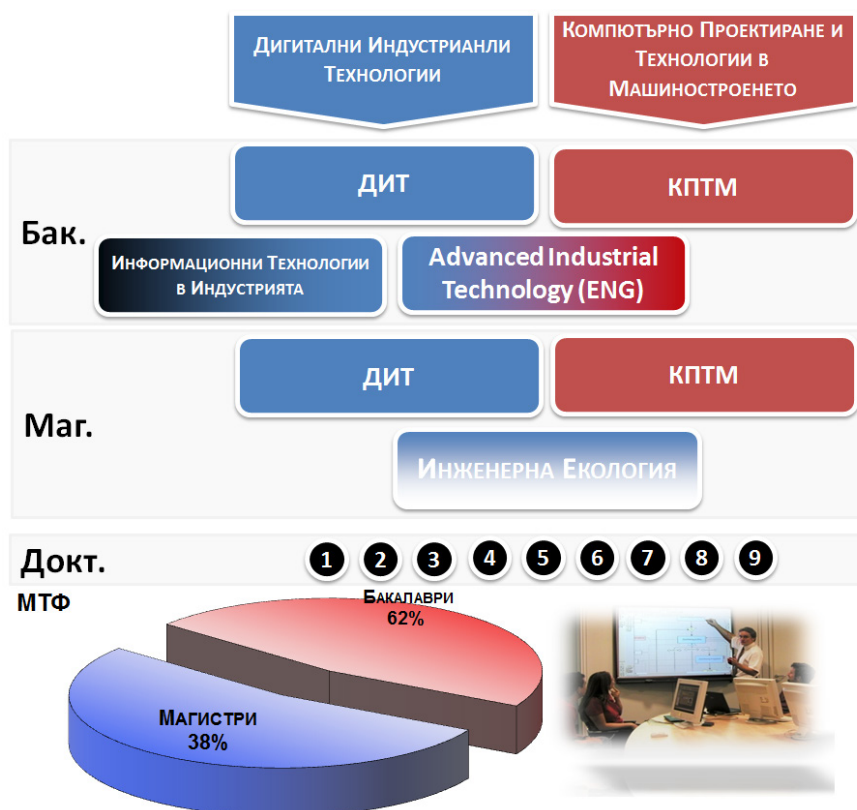 Дигитални Индустрианли
Технологии
Компютърно Проектиране и
Технологии в
Машиностроенето
Бак.
ДИТ
КПТМ
Информационни Технологии
в Индустрията
Advanced Industrial
Technology (ENG)
Маг.
ДИТ
КПТМ
Инженерна Екология
Докт.
1 2 3 4 5 6 7 8 9
МТФ
Бакалаври
62%
Магистри
38%